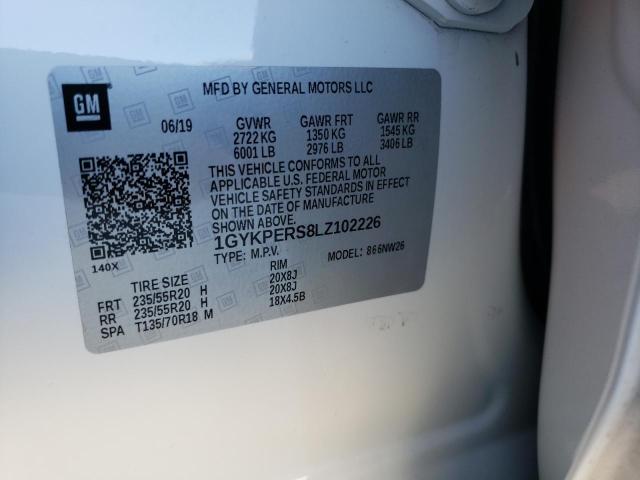 GM
MFD BY GENERAL MOTORS LLC
06/19 GVWR GAWR FRT GAWR RR
2722 KG 1350 KG 1545 KG
6001 LB 2976 LB 3406 LB
THIS VEHICLE CONFORMS TO ALL
APPLICABLE U.S. FEDERAL MOTOR
VEHICLE SAFETY STANDARDS IN EFFECT
ON THE DATE OF MANUFACTURE
SHOWN ABOVE.
1GYKPERS8LZ102226
140X TYPE: M.P.V. MODEL: 866NW26
TIRE SIZE RIM
FRT 235/55R20 H 20X8J
RR 235/55R20 H 20X8J
SPA T135/70R18 M 18X4.5B